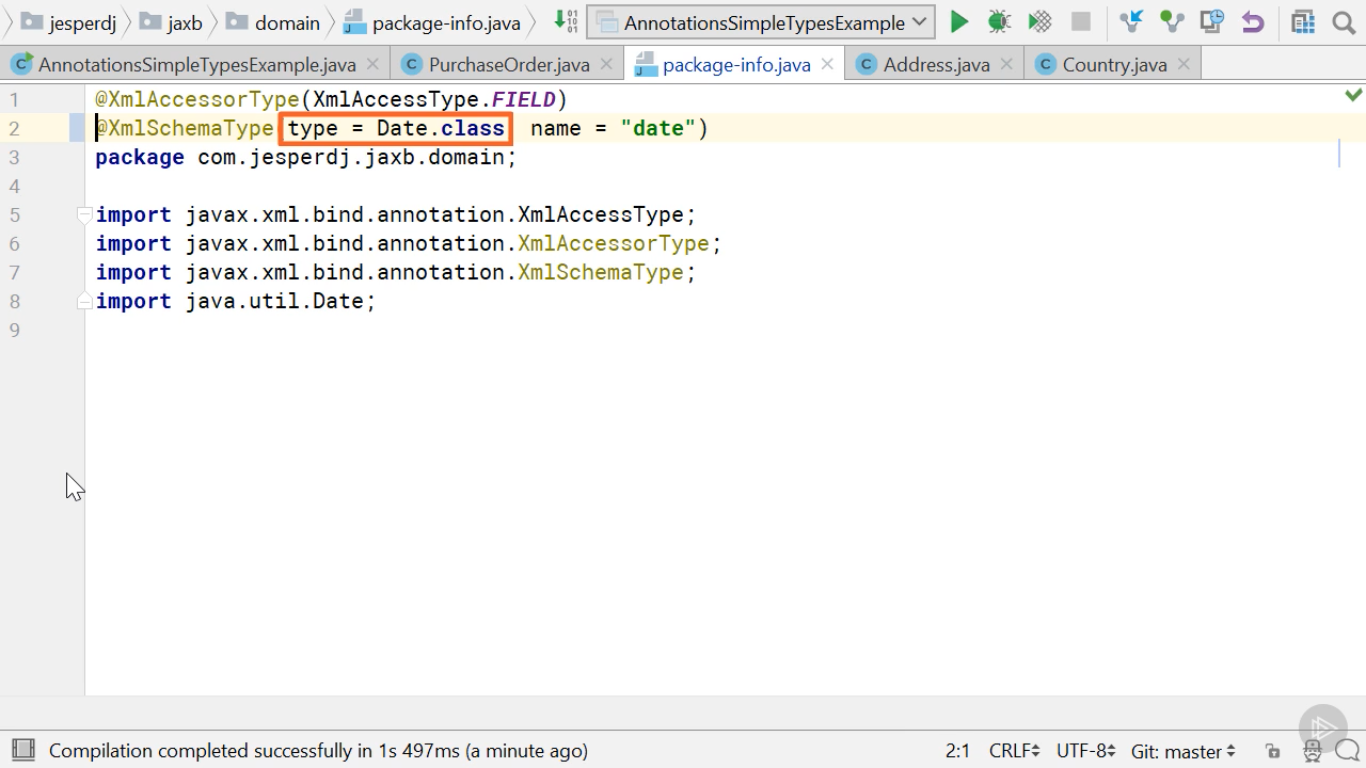 jesperdj jaxb domain package-info.java AnnotationsSimpleTypesExample
AnnotationsSimpleTypesExample.java PurchaseOrder.java package-info.java Address.java Country.java
1 @XmlAccessorType(XmlAccessType.FIELD)
2 @XmlSchemaType type = Date.class name = "date")
3 package com.jesperdj.jaxb.domain;
4
5 import javax.xml.bind.annotation.XmlAccessType;
6 import javax.xml.bind.annotation.XmlAccessorType;
7 import javax.xml.bind.annotation.XmlSchemaType;
8 import java.util.Date;
9
Compilation completed successfully in 1s 497ms (a minute ago) 2:1 CRLF UTF-8 Git: master